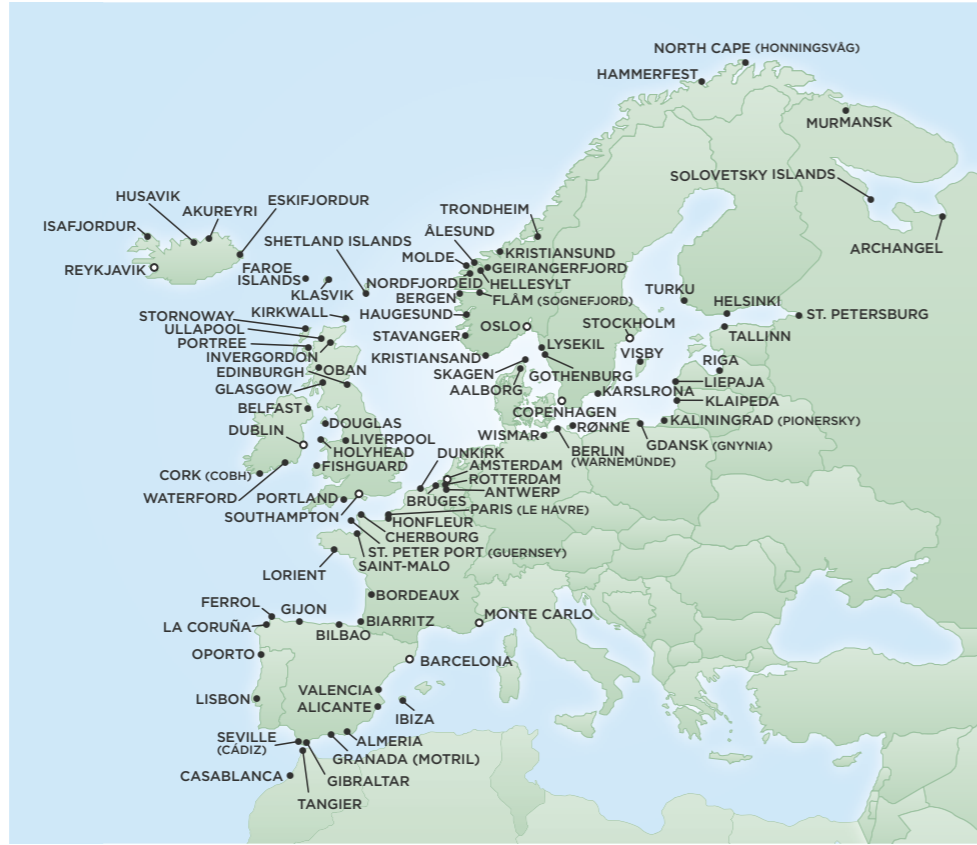 NORTH CAPE (HONNINGSVÅG)
HAMMERFEST
MURMANSK
SOLOVETSKY ISLANDS
HUSAVIK
ESKIFJORDUR
AKUREYRI
TRONDHEIM
ISAFJORDUR
ÅLESUND
SHETLAND ISLANDS
ARCHANGEL
MOLDE
KRISTIANSUND
REYKJAVIK
FAROE
ISLANDS
GEIRANGERFJORD
NORDFJORDEID
HELLESYLT
KLASVIK
TURKU
BERGEN
FLÅM (SOGNEFJORD)
HELSINKI
KIRKWALL
HAUGESUND
ST. PETERSBURG
STORNOWAY
OSLO
STOCKHOLM
ULLAPOOL
STAVANGER
TALLINN
PORTREE
LYSEKIL
VISBY
INVERGORDON
KRISTIANSAND
RIGA
EDINBURGH
OBAN
SKAGEN
GOTHENBURG
GLASGOW
AALBORG
LIEPAJA
KARSLRONA
KLAIPEDA
BELFAST
COPENHAGEN
KALININGRAD (PIONERSKY)
DOUGLAS
RØNNE
DUBLIN
LIVERPOOL
WISMAR
GDANSK (GNYNIA)
HOLYHEAD
DUNKIRK
BERLIN
(WARNEMÜNDE)
FISHGUARD
AMSTERDAM
CORK (COBH)
ROTTERDAM
ANTWERP
WATERFORD
PORTLAND
BRUGES
PARIS (LE HAVRE)
SOUTHAMPTON
HONFLEUR
CHERBOURG
ST. PETER PORT (GUERNSEY)
SAINT-MALO
LORIENT
BORDEAUX
FERROL
GIJON
MONTE CARLO
LA CORUÑA
BILBAO
BIARRITZ
OPORTO
BARCELONA
VALENCIA
LISBON
ALICANTE
IBIZA
SEVILLE
(CÁDIZ)
ALMERIA
GRANADA (MOTRIL)
CASABLANCA
GIBRALTAR
TANGIER